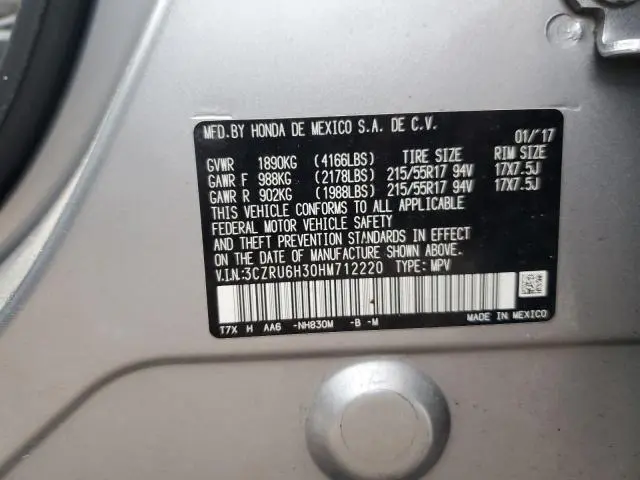 MFD.BY HONDA DE MEXICO S.A. DE C.V. 01/'17
GVWR 1890KG (4166LBS) TIRE SIZE RIM SIZE
GAWR F 988KG (2178LBS) 215/55R17 94V 17X7.5J
GAWR R 902KG (1988LBS) 215/55R17 94V 17X7.5J
THIS VEHICLE CONFORMS TO ALL APPLICABLE
FEDERAL MOTOR VEHICLE SAFETY
AND THEFT PREVENTION STANDARDS IN EFFECT
ON THE DATE OF MANUFACTURE SHOWN ABOVE.
V.I.N:3CZRU6H30HM712220 TYPE: MPV
T7X H AA6 -NH830M -B -M MADE IN MEXICO